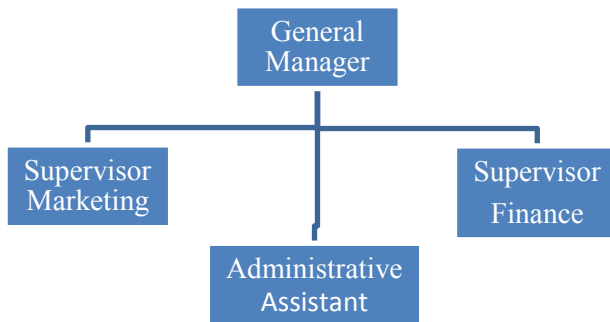 General
Manager
Supervisor
Marketing
Supervisor
Finance
Administrative
Assistant